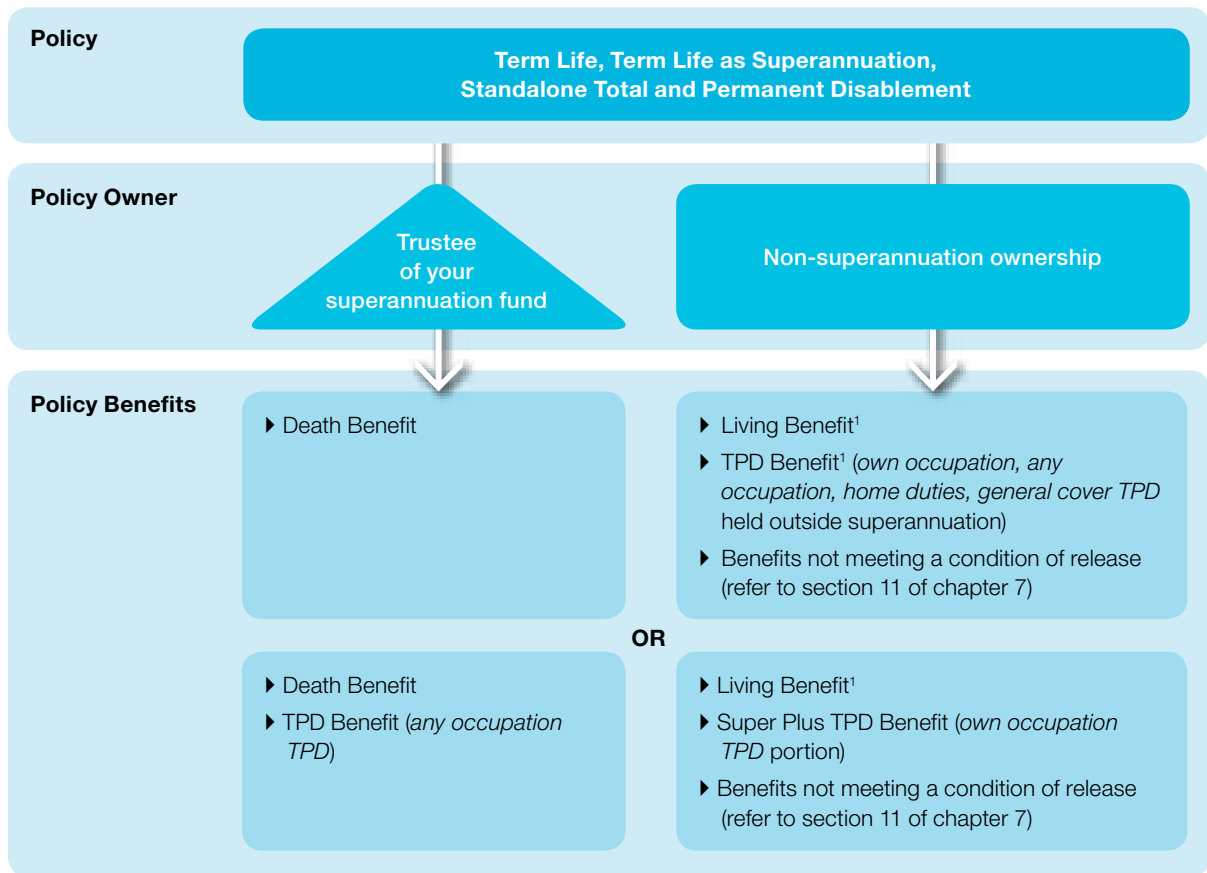 Policy
Term Life, Term Life as Superannuation,
Standalone Total and Permanent Disablement
Policy Owner
Trustee
of your
superannuation fund
Non-superannuation ownership
Policy Benefits
Death Benefit
Living Benefit¹
TPD Benefit¹ (own occupation, any
occupation, home duties, general cover TPD
held outside superannuation)
Benefits not meeting a condition of release
(refer to section 11 of chapter 7)
OR
Death Benefit
TPD Benefit (any occupation
TPD)
Living Benefit¹
Super Plus TPD Benefit (own occupation
TPD portion)
Benefits not meeting a condition of release
(refer to section 11 of chapter 7)